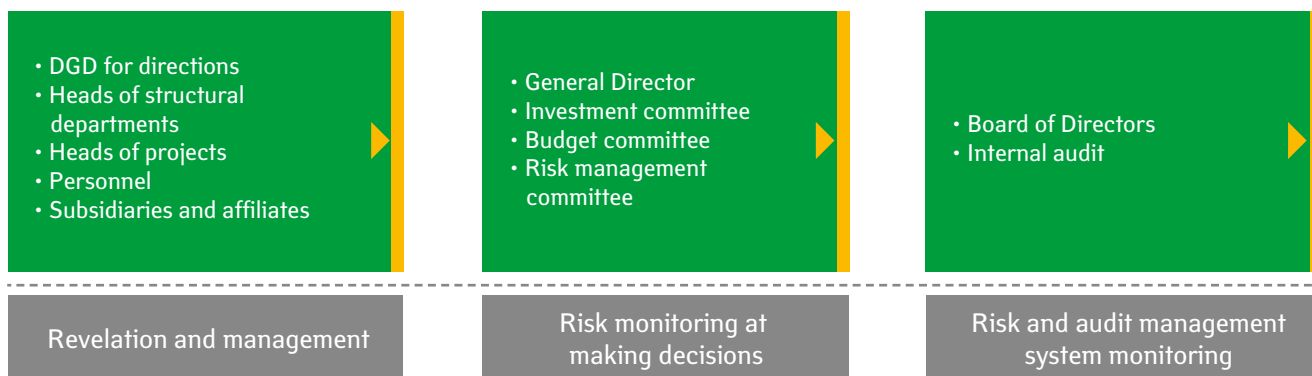 • DGD for directions
• Heads of structural
departments
• Heads of projects
• Personnel
• Subsidiaries and affiliates
• General Director
• Investment committee
• Budget committee
• Risk management
committee
• Board of Directors
• Internal audit
Revelation and management
Risk monitoring at
making decisions
Risk and audit management
system monitoring